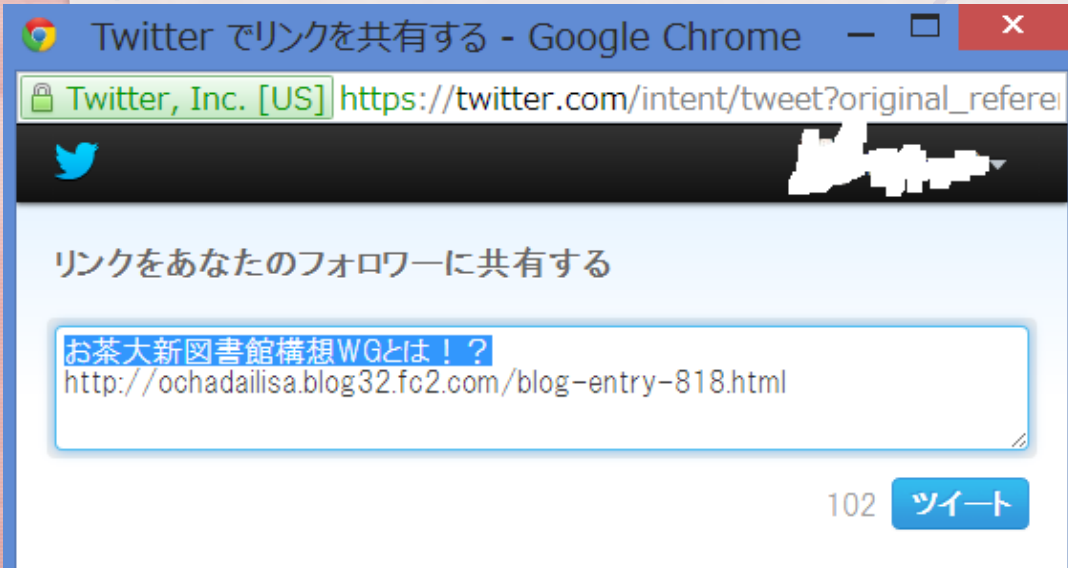 Twitter でリンクを共有する - Google Chrome
Twitter, Inc. [US] https://twitter.com/intent/tweet?original_refere
リンクをあなたのフォロワーに共有する
お茶大新図書館構想WGとは！？
http://ochadailisa.blog32.fc2.com/blog-entry-818.html
102 ツイート